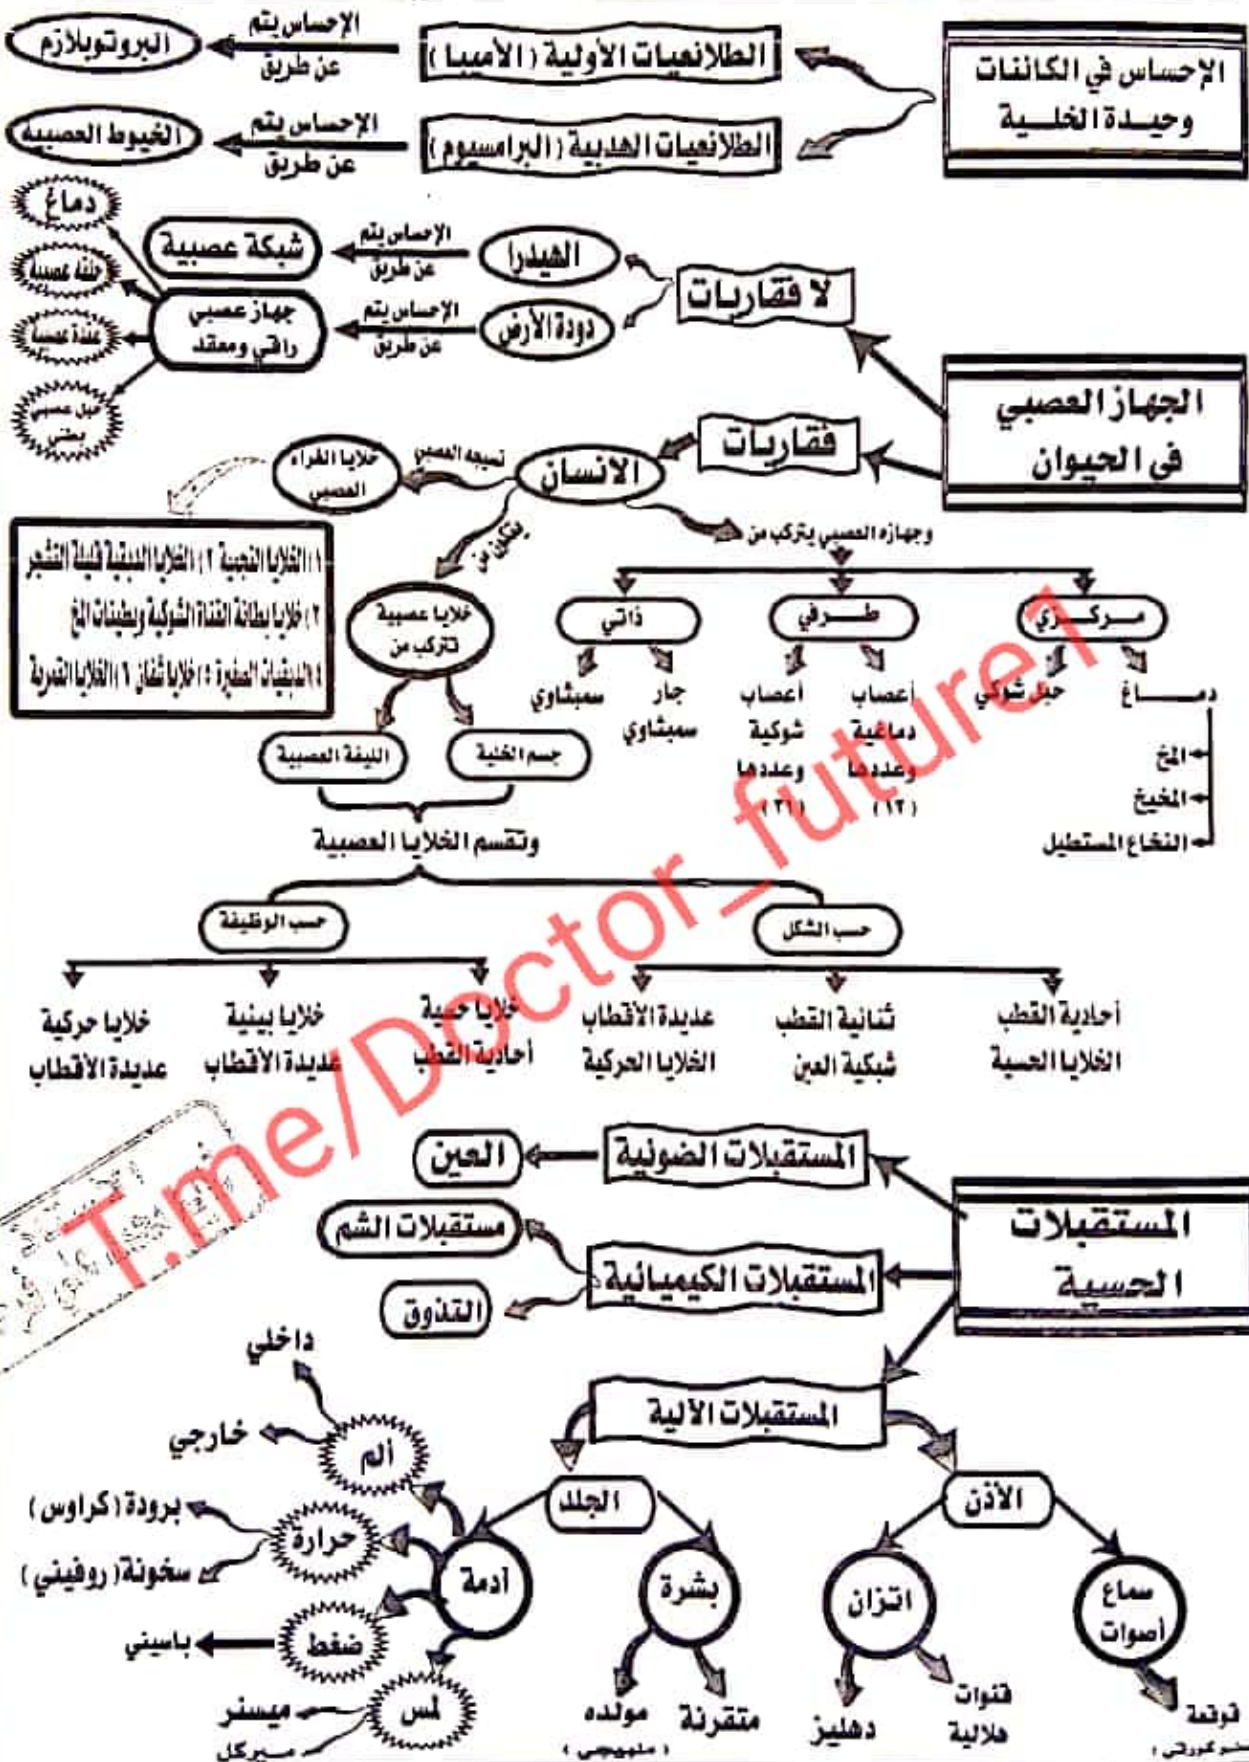 الإحساس في الكائنات
وحيدة الخلية
الطلائعيات الأولية (الأميبا)
الإحساس يتم
عن طريق
البروتوبلازم
الطلائعيات الهدبية (البرامسيوم)
الإحساس يتم
عن طريق
الخيوط العصبية
الجهاز العصبي
في الحيوان
لا فقاريات
الهيدرا
الإحساس يتم
عن طريق
شبكة عصبية
دودة الأرض
الإحساس يتم
عن طريق
جهاز عصبي
راقي ومعقد
دماغ
حلقة عصبية
عقدة عصبية
حبل عصبي
بطني
فقاريات
الانسان
نسيجه العصبي
خلايا الغراء
العصبي
١) الخلايا النجمية ٢) الخلايا الدبقية قليلة التشجر
٣) خلايا بطانة القناة الشوكية وبطينات المخ
٤) الدبقيات الصغيرة ٥) خلايا شفان ٦) الخلايا القمرية
يتكون من
خلايا عصبية
تتركب من
جسم الخلية
الليفة العصبية
وجهازه العصبي يتركب من
مركزي
دماغ
المخ
المخيخ
النخاع المستطيل
حبل شوكي
طرفي
أعصاب
دماغية
وعددها
(١٢)
أعصاب
شوكية
وعددها
(٣١)
ذاتي
جار
سمبثاوي
سمبثاوي
وتقسم الخلايا العصبية
حسب الشكل
أحادية القطب
الخلايا الحسية
ثنائية القطب
شبكية العين
عديدة الأقطاب
الخلايا الحركية
حسب الوظيفة
خلايا حسية
أحادية القطب
خلايا بينية
عديدة الأقطاب
خلايا حركية
عديدة الأقطاب
المستقبلات
الحسية
المستقبلات الضوئية
العين
المستقبلات الكيميائية
مستقبلات الشم
التذوق
المستقبلات الآلية
الأذن
سماع
أصوات
قوقعة
اتزان
قنوات
هلالية
دهليز
الجلد
بشرة
متقرنة
مولده
(ملبيجي)
أدمة
ألم
داخلي
خارجي
حرارة
برودة (كراوس)
سخونة (روفيني)
ضغط
باسيني
لمس
ميسنر
ميركل
T.me/Doctor_future1